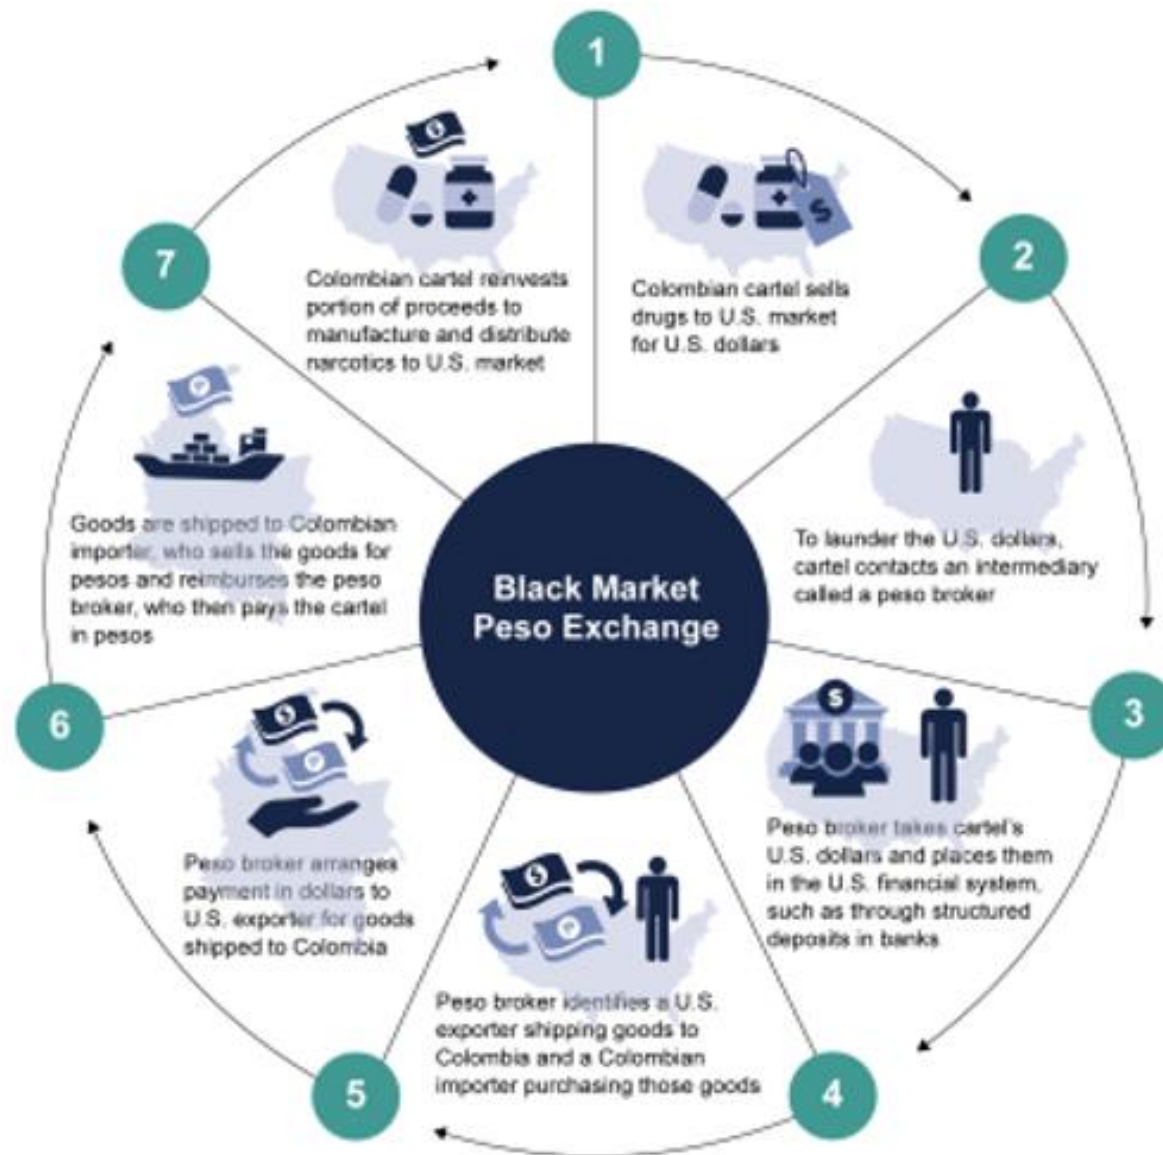 1
Colombian cartel sells
drugs to U.S. market
for U.S. dollars
2
To launder the U.S. dollars,
cartel contacts an intermediary
called a peso broker
3
Peso broker takes cartel's
U.S. dollars and places them
in the U.S. financial system,
such as through structured
deposits in banks
4
Peso broker identifies a U.S.
exporter shipping goods to
Colombia and a Colombian
importer purchasing those goods
5
Peso broker arranges
payment in dollars to
U.S. exporter for goods
shipped to Colombia
6
Goods are shipped to Colombian
importer, who sells the goods for
pesos and reimburses the peso
broker, who then pays the cartel
in pesos
7
Colombian cartel reinvests
portion of proceeds to
manufacture and distribute
narcotics to U.S. market
Black Market
Peso Exchange